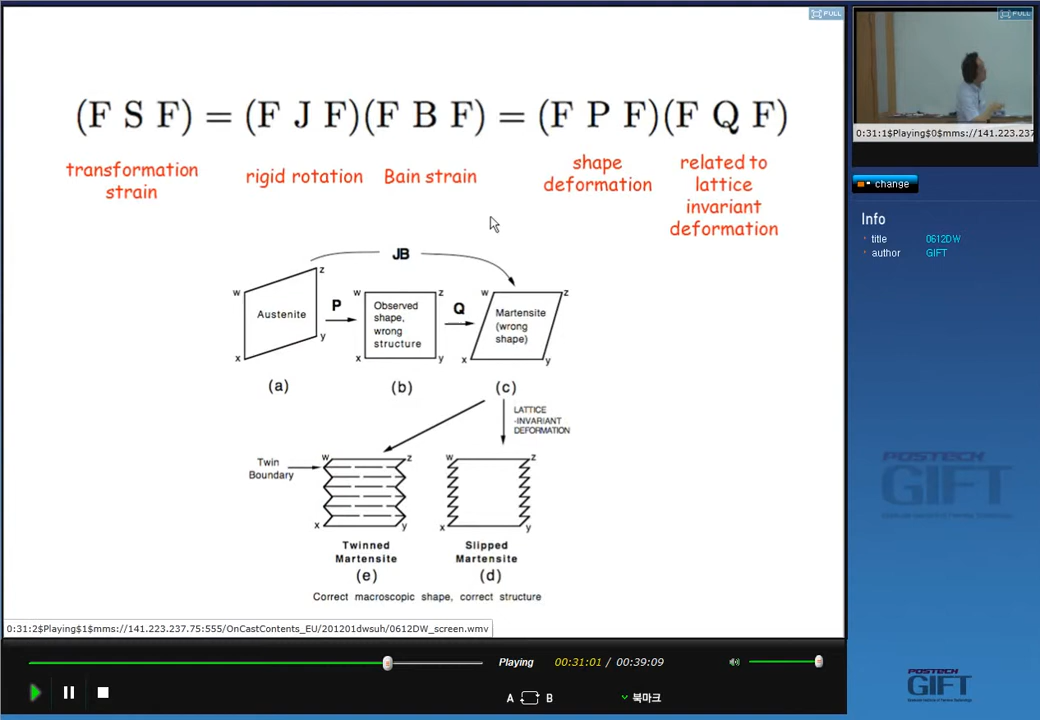 FULL
FULL
(F S F) = (F J F)(F B F) = (F P F)(F Q F)
transformation
strain
rigid rotation
Bain strain
shape
deformation
related to
lattice
invariant
deformation
JB
w
z
x
y
Austenite
P
w
z
x
y
Observed
shape,
wrong
structure
Q
w
z
x
y
Martensite
(wrong
shape)
(a)
(b)
(c)
LATTICE
-INVARIANT
DEFORMATION
Twin
Boundary
w
z
x
y
w
z
x
y
Twinned
Martensite
(e)
Slipped
Martensite
(d)
Correct macroscopic shape, correct structure
0:31:2$Playing$1$mms://141.223.237.75:555/OnCastContents_EU/201201dwsuh/0612DW_screen.wmv
Playing
00:31:01 / 00:39:09
A
B
북마크
0:31:1$Playing$0$mms://141.223.237
change
Info
title
0612DW
author
GIFT
POSTECH
GIFT
POSTECH
GIFT